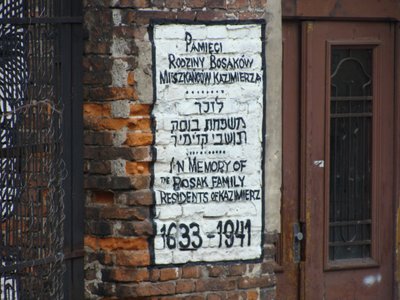 PAMIĘCI
RODZINY BOSAKÓW
MIESZKAŃCÓW KAZIMIERZA
לזכר
משפחת בוסק
תושבי קזימיר
IN MEMORY OF
THE BOSAK FAMILY
RESIDENTS OF KAZIMIERZ
1633-1941